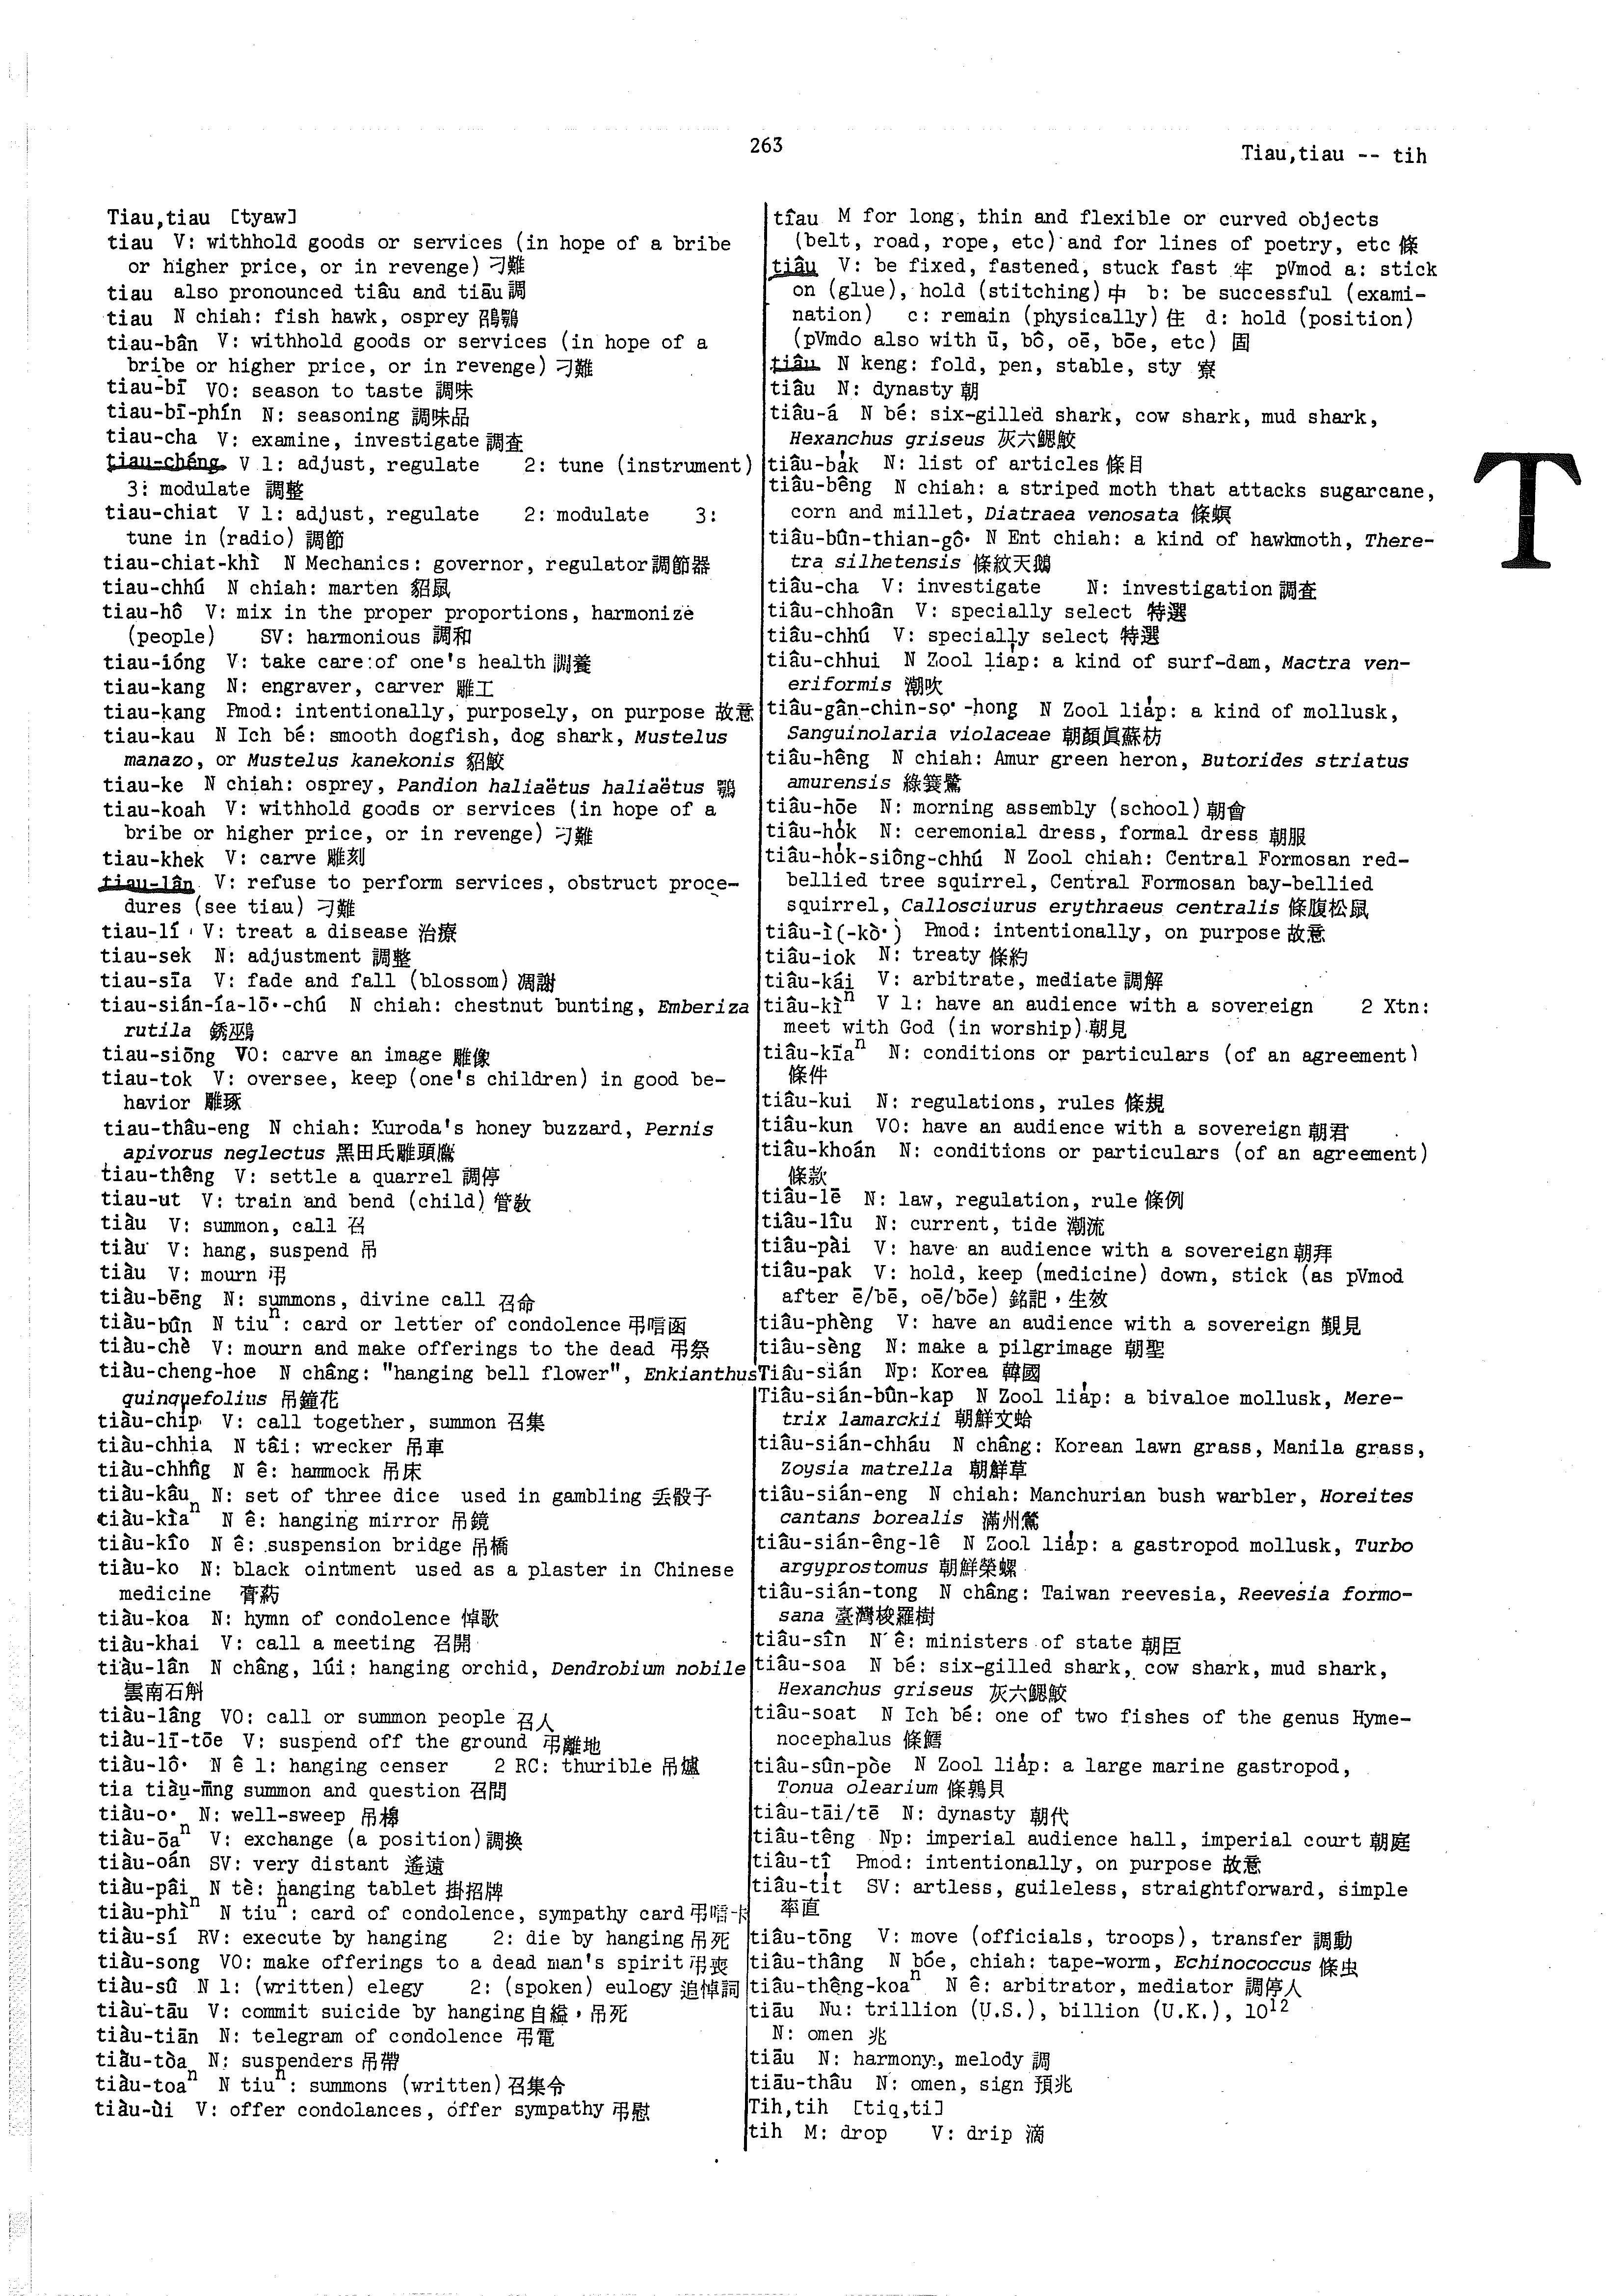 263
Tiau,tiau -- tih
Tiau,tiau [tyaw]
tiau V: withhold goods or services (in hope of a bribe
or higher price, or in revenge) 刁難
tiau also pronounced tiâu and tiāu 調
tiau N chiah: fish hawk, osprey 鵰鶚
tiau-bân V: withhold goods or services (in hope of a
bribe or higher price, or in revenge) 刁難
tiau-bī VO: season to taste 調味
tiau-bī-phín N: seasoning 調味品
tiau-cha V: examine, investigate 調查
tiau-chéng V 1: adjust, regulate 2: tune (instrument)
3: modulate 調整
tiau-chiat V 1: adjust, regulate 2: modulate 3:
tune in (radio) 調節
tiau-chiat-khì N Mechanics: governor, regulator 調節器
tiau-chhú N chiah: marten 貂鼠
tiau-hô V: mix in the proper proportions, harmonize
(people) SV: harmonious 調和
tiau-ióng V: take care of one's health 調養
tiau-kang N: engraver, carver 雕工
tiau-kang Pmod: intentionally, purposely, on purpose 故意
tiau-kau N Ich bé: smooth dogfish, dog shark, Mustelus
manazo, or Mustelus kanekonis 貂鮫
tiau-ke N chiah: osprey, Pandion haliaëtus haliaëtus 鶚
tiau-koah V: withhold goods or services (in hope of a
bribe or higher price, or in revenge) 刁難
tiau-khek V: carve 雕刻
tiau-lân V: refuse to perform services, obstruct proce-
dures (see tiau) 刁難
tiau-lí V: treat a disease 治療
tiau-sek N: adjustment 調整
tiau-sīa V: fade and fall (blossom) 凋謝
tiau-sián-ía-lō·-chú N chiah: chestnut bunting, Emberiza
rutila 銹鵐
tiau-siōng VO: carve an image 雕像
tiau-tok V: oversee, keep (one's children) in good be-
havior 雕琢
tiau-thâu-eng N chiah: Kuroda's honey buzzard, Pernis
apivorus neglectus 黑田氏雕頭鷹
tiau-thêng V: settle a quarrel 調停
tiau-ut V: train and bend (child) 管教
tiàu V: summon, call 召
tiàu V: hang, suspend 吊
tiàu V: mourn 弔
tiàu-bēng N: summons, divine call 召命
tiàu-bûn N tiuⁿ: card or letter of condolence 弔唁函
tiàu-chè V: mourn and make offerings to the dead 弔祭
tiàu-cheng-hoe N châng: "hanging bell flower", Enkianthus
quinquefolius 吊鐘花
tiàu-chip V: call together, summon 召集
tiàu-chhia N tâi: wrecker 吊車
tiàu-chhn̂g N ê: hammock 吊床
tiàu-kâu N: set of three dice used in gambling 丢骰子
tiàu-kìaⁿ N ê: hanging mirror 吊鏡
tiàu-kîo N ê: suspension bridge 吊橋
tiàu-ko N: black ointment used as a plaster in Chinese
medicine 膏葯
tiàu-koa N: hymn of condolence 悼歌
tiàu-khai V: call a meeting 召開
tiàu-lân N châng, lúi: hanging orchid, Dendrobium nobile
雲南石斛
tiàu-lâng VO: call or summon people 召人
tiàu-lī-tōe V: suspend off the ground 弔離地
tiàu-lô· N ê 1: hanging censer 2 RC: thurible 吊爐
tia tiàu-mn̄g summon and question 召問
tiàu-o· N: well-sweep 吊槔
tiàu-ōaⁿ V: exchange (a position) 調換
tiàu-oán SV: very distant 遙遠
tiàu-pâi N tè: hanging tablet 掛招牌
tiàu-phìⁿ N tiuⁿ: card of condolence, sympathy card 弔唁卡
tiàu-sí RV: execute by hanging 2: die by hanging 吊死
tiàu-song VO: make offerings to a dead man's spirit 弔喪
tiàu-sû N 1: (written) elegy 2: (spoken) eulogy 追悼詞
tiàu-tāu V: commit suicide by hanging 自縊，吊死
tiàu-tiān N: telegram of condolence 弔電
tiàu-tòa N: suspenders 吊帶
tiàu-toaⁿ N tiuⁿ: summons (written) 召集令
tiàu-ùi V: offer condolances, offer sympathy 弔慰
tîau M for long, thin and flexible or curved objects
(belt, road, rope, etc) and for lines of poetry, etc 條
tiâu V: be fixed, fastened, stuck fast 牢 pVmod a: stick
on (glue), hold (stitching) 中 b: be successful (exami-
nation) c: remain (physically) 住 d: hold (position)
(pVmdo also with ū, bô, oē, bōe, etc) 固
tiâu N keng: fold, pen, stable, sty 寮
tiâu N: dynasty 朝
tiâu-á N bé: six-gilled shark, cow shark, mud shark,
Hexanchus griseus 灰六鰓鮫
tiâu-ba̍k N: list of articles 條目
tiâu-bêng N chiah: a striped moth that attacks sugarcane,
corn and millet, Diatraea venosata 條螟
tiâu-bûn-thian-gô· N Ent chiah: a kind of hawkmoth, There-
tra silhetensis 條紋天鵝
tiâu-cha V: investigate N: investigation 調查
tiâu-chhoân V: specially select 特選
tiâu-chhú V: specially select 特選
tiâu-chhui N Zool lia̍p: a kind of surf-dam, Mactra ven-
eriformis 潮吹
tiâu-gân-chin-so·-hong N Zool lia̍p: a kind of mollusk,
Sanguinolaria violaceae 朝顏眞蘇枋
tiâu-hêng N chiah: Amur green heron, Butorides striatus
amurensis 綠簑鷺
tiâu-hōe N: morning assembly (school) 朝會
tiâu-ho̍k N: ceremonial dress, formal dress 朝服
tiâu-ho̍k-siông-chhú N Zool chiah: Central Formosan red-
bellied tree squirrel, Central Formosan bay-bellied
squirrel, Callosciurus erythraeus centralis 條腹松鼠
tiâu-ì(-kò·) Pmod: intentionally, on purpose 故意
tiâu-iok N: treaty 條約
tiâu-kái V: arbitrate, mediate 調解
tiâu-kìⁿ V 1: have an audience with a sovereign 2 Xtn:
meet with God (in worship) 朝見
tiâu-kīaⁿ N: conditions or particulars (of an agreement)
條件
tiâu-kui N: regulations, rules 條規
tiâu-kun VO: have an audience with a sovereign 朝君
tiâu-khoán N: conditions or particulars (of an agreement)
條款
tiâu-lē N: law, regulation, rule 條例
tiâu-lîu N: current, tide 潮流
tiâu-pài V: have an audience with a sovereign 朝拜
tiâu-pak V: hold, keep (medicine) down, stick (as pVmod
after ē/bē, oē/bōe) 銘記，生效
tiâu-phèng V: have an audience with a sovereign 覲見
tiâu-sèng N: make a pilgrimage 朝聖
Tiâu-sián Np: Korea 韓國
Tiâu-sián-bûn-kap N Zool lia̍p: a bivaloe mollusk, Mere-
trix lamarckii 朝鮮文蛤
tiâu-sián-chháu N châng: Korean lawn grass, Manila grass,
Zoysia matrella 朝鮮草
tiâu-sián-eng N chiah: Manchurian bush warbler, Horeites
cantans borealis 滿州鶯
tiâu-sián-êng-lê N Zool lia̍p: a gastropod mollusk, Turbo
argyprostomus 朝鮮榮螺
tiâu-sián-tong N châng: Taiwan reevesia, Reevesia formo-
sana 臺灣梭羅樹
tiâu-sîn N ê: ministers of state 朝臣
tiâu-soa N bé: six-gilled shark, cow shark, mud shark,
Hexanchus griseus 灰六鰓鮫
tiâu-soat N Ich bé: one of two fishes of the genus Hyme-
nocephalus 條鱈
tiâu-sûn-pòe N Zool lia̍p: a large marine gastropod,
Tonua olearium 條鶉貝
tiâu-tāi/tē N: dynasty 朝代
tiâu-têng Np: imperial audience hall, imperial court 朝庭
tiâu-tî Pmod: intentionally, on purpose 故意
tiâu-ti̍t SV: artless, guileless, straightforward, simple
率直
tiâu-tōng V: move (officials, troops), transfer 調動
tiâu-thâng N bóe, chiah: tape-worm, Echinococcus 條虫
tiâu-thêng-koaⁿ N ê: arbitrator, mediator 調停人
tiāu Nu: trillion (U.S.), billion (U.K.), 10¹²
N: omen 兆
tiāu N: harmony, melody 調
tiāu-thâu N: omen, sign 預兆
Tih,tih [tiq,ti]
tih M: drop V: drip 滴
T